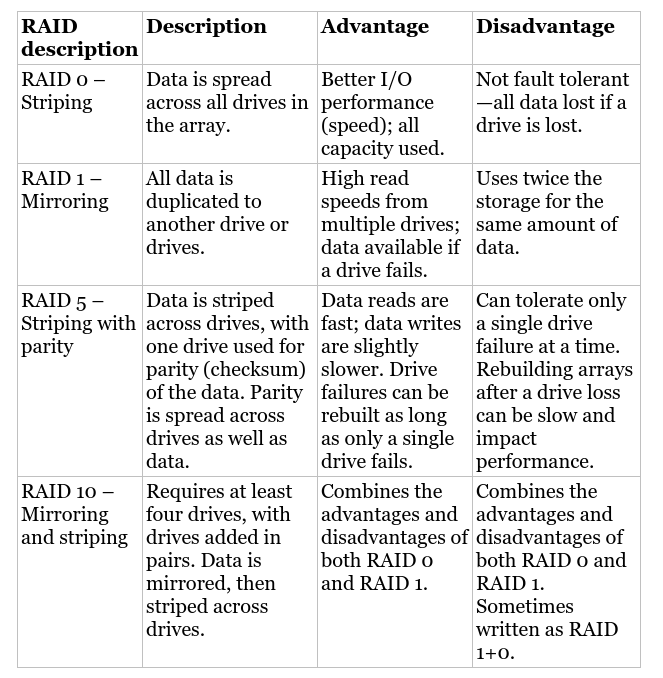 RAID description
Description
Advantage
Disadvantage
RAID 0 –
Striping
Data is spread
across all drives in
the array.
Better I/O
performance
(speed); all
capacity used.
Not fault tolerant
—all data lost if a
drive is lost.
RAID 1 –
Mirroring
All data is
duplicated to
another drive or
drives.
High read
speeds from
multiple drives;
data available if
a drive fails.
Uses twice the
storage for the
same amount of
data.
RAID 5 –
Striping with
parity
Data is striped
across drives, with
one drive used for
parity (checksum)
of the data. Parity
is spread across
drives as well as
data.
Data reads are
fast; data writes
are slightly
slower. Drive
failures can be
rebuilt as long
as only a single
drive fails.
Can tolerate only
a single drive
failure at a time.
Rebuilding arrays
after a drive loss
can be slow and
impact
performance.
RAID 10 –
Mirroring
and striping
Requires at least
four drives, with
drives added in
pairs. Data is
mirrored, then
striped across
drives.
Combines the
advantages and
disadvantages of
both RAID 0
and RAID 1.
Combines the
advantages and
disadvantages of
both RAID 0 and
RAID 1.
Sometimes
written as RAID
1+0.